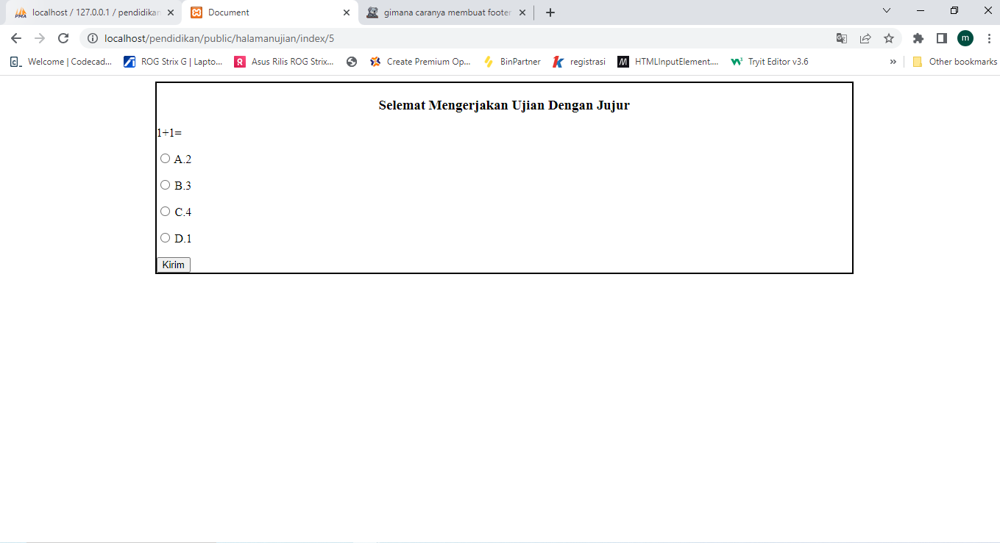 localhost / 127.0.0.1 / pendidikan
Document
gimana caranya membuat footer
localhost/pendidikan/public/halamanujian/index/5
m
Welcome | Codecad...
ROG Strix G | Lapto...
Asus Rilis ROG Strix...
Create Premium Op...
BinPartner
registrasi
HTMLInputElement....
Tryit Editor v3.6
»
Other bookmarks
Selemat Mengerjakan Ujian Dengan Jujur
1+1=
A.2
B.3
C.4
D.1
Kirim